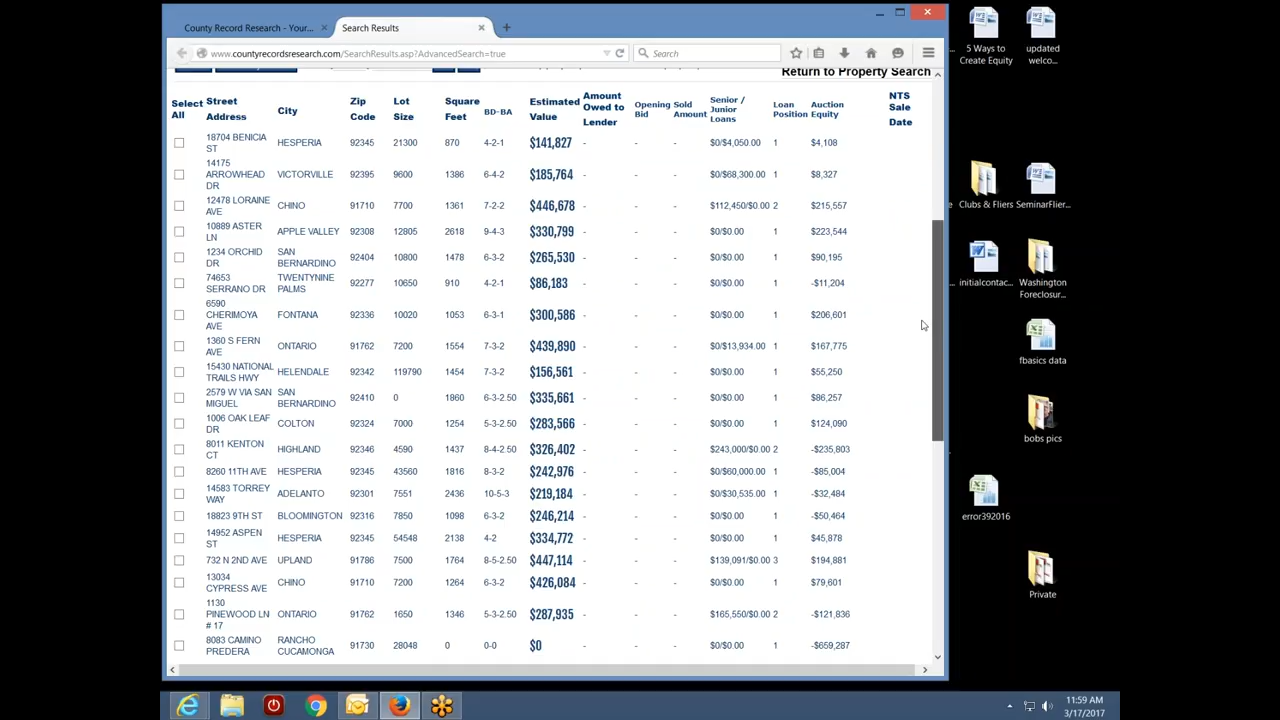 County Record Research - Your...
Search Results
www.countyrecordsresearch.com/SearchResults.asp?AdvancedSearch=true
Search
Return to Property Search
Select All Street Address City Zip Code Lot Size Square Feet BD-BA Estimated Value Amount Owed to Lender Opening Bid Sold Amount Senior / Junior Loans Loan Position Auction Equity NTS Sale Date
18704 BENICIA ST HESPERIA 92345 21300 870 4-2-1 $141,827 - - - $0/$4,050.00 1 $4,108
14175 ARROWHEAD DR VICTORVILLE 92395 9600 1386 6-4-2 $185,764 - - - $0/$68,300.00 1 $8,327
12478 LORAINE AVE CHINO 91710 7700 1361 7-2-2 $446,678 - - - $112,450/$0.00 2 $215,557
10889 ASTER LN APPLE VALLEY 92308 12805 2618 9-4-3 $330,799 - - - $0/$0.00 1 $223,544
1234 ORCHID DR SAN BERNARDINO 92404 10800 1478 6-3-2 $265,530 - - - $0/$0.00 1 $90,195
74653 SERRANO DR TWENTYNINE PALMS 92277 10650 910 4-2-1 $86,183 - - - $0/$0.00 1 -$11,204
6590 CHERIMOYA AVE FONTANA 92336 10020 1053 6-3-1 $300,586 - - - $0/$0.00 1 $206,601
1360 S FERN AVE ONTARIO 91762 7200 1554 7-3-2 $439,890 - - - $0/$13,934.00 1 $167,775
15430 NATIONAL TRAILS HWY HELENDALE 92342 119790 1454 7-3-2 $156,561 - - - $0/$0.00 1 $55,250
2579 W VIA SAN MIGUEL SAN BERNARDINO 92410 0 1860 6-3-2.50 $335,661 - - - $0/$0.00 1 $86,257
1006 OAK LEAF DR COLTON 92324 7000 1254 5-3-2.50 $283,566 - - - $0/$0.00 1 $124,090
8011 KENTON CT HIGHLAND 92346 4590 1437 8-4-2.50 $326,402 - - - $243,000/$0.00 2 -$235,803
8260 11TH AVE HESPERIA 92345 43560 1816 8-3-2 $242,976 - - - $0/$60,000.00 1 -$85,004
14583 TORREY WAY ADELANTO 92301 7551 2436 10-5-3 $219,184 - - - $0/$30,535.00 1 -$32,484
18823 9TH ST BLOOMINGTON 92316 7850 1098 6-3-2 $246,214 - - - $0/$0.00 1 -$50,464
14952 ASPEN ST HESPERIA 92345 54548 2138 4-2 $334,772 - - - $0/$0.00 1 $45,878
732 N 2ND AVE UPLAND 91786 7500 1764 8-5-2.50 $447,114 - - - $139,091/$0.00 3 $194,881
13034 CYPRESS AVE CHINO 91710 7200 1264 6-3-2 $426,084 - - - $0/$0.00 1 $79,601
1130 PINEWOOD LN # 17 ONTARIO 91762 1650 1346 5-3-2.50 $287,935 - - - $165,550/$0.00 2 -$121,836
8083 CAMINO PREDERA RANCHO CUCAMONGA 91730 28048 0 0-0 $0 - - - $0/$0.00 1 -$659,287
5 Ways to Create Equity
updated welco...
Clubs & Fliers
SeminarFlier...
initialcontac...
Washington Foreclosur...
fbasics data
bobs pics
error392016
Private
11:59 AM
3/17/2017